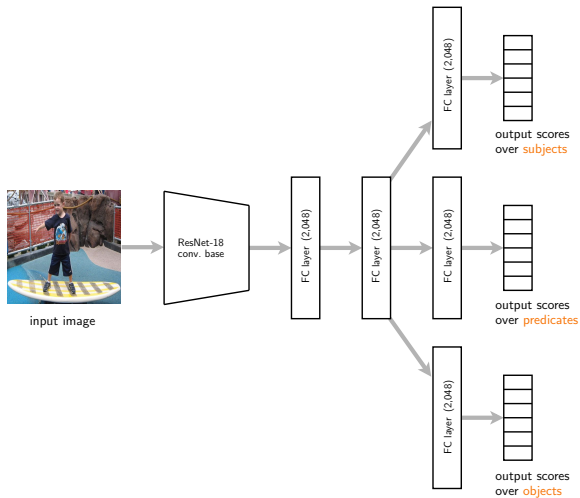 FC layer (2,048)
output scores
over subjects
ResNet-18
conv. base
FC layer (2,048)
FC layer (2,048)
FC layer (2,048)
input image
output scores
over predicates
FC layer (2,048)
output scores
over objects